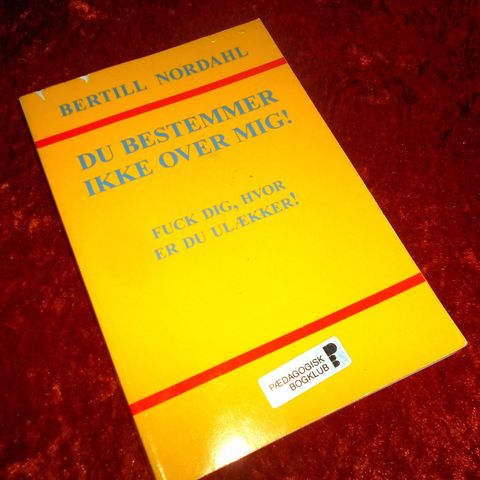 BERTILL NORDAHL
DU BESTEMMER
IKKE OVER MIG!
FUCK DIG, HVOR
ER DU ULÆKKER!
PÆDAGOGISK
BOGKLUB